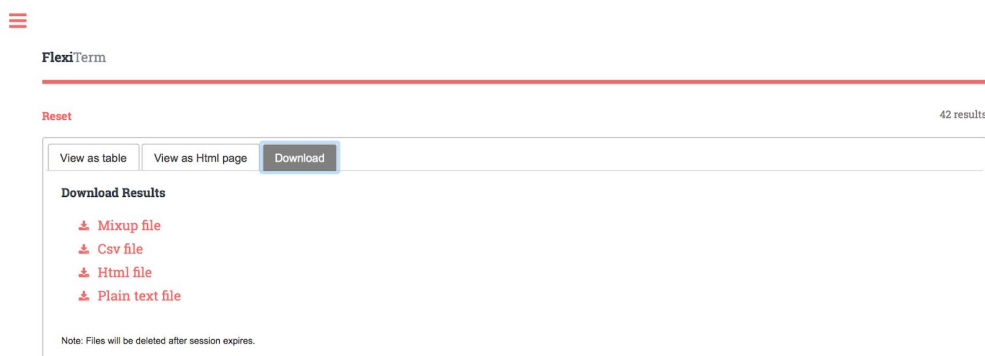 FlexiTerm
Reset
42 results
View as table
View as Html page
Download
Download Results
Mixup file
Csv file
Html file
Plain text file
Note: Files will be deleted after session expires.